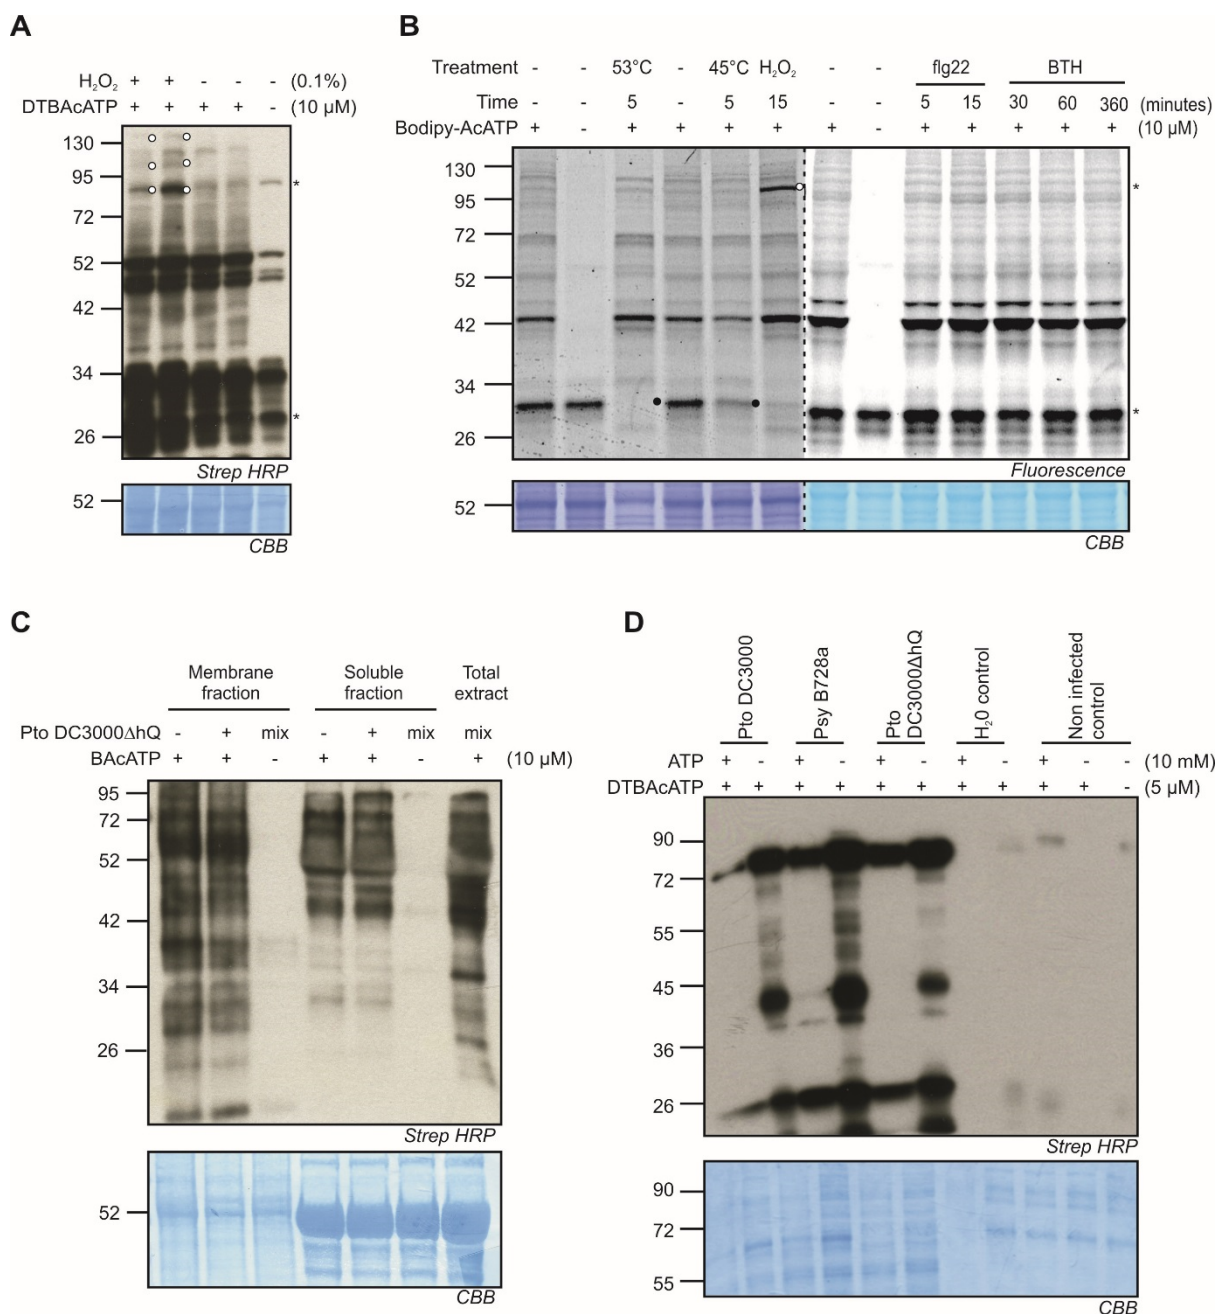 A
H₂O₂ + + - - (0.1%)
DTBAcATP + + + + - (10 µM)
130
95
95
72
52
42
34
26
*
*
Strep HRP
52
CBB
B
Treatment - - 53°C - 45°C H₂O₂ - - flg22 BTH
Time - - 5 - 5 15 - - 5 15 30 60 360 (minutes)
Bodipy-AcATP + - + + + + + - + + + + + (10 µM)
130
95
72
52
42
34
26
*
*
Fluorescence
52
CBB
C
Membrane fraction
Soluble fraction
Total extract
Pto DC3000ΔhQ - + mix - + mix mix
BAcATP + + - + + - + (10 µM)
95
72
52
42
34
26
Strep HRP
52
CBB
D
Pto DC3000
Psy B728a
Pto DC3000ΔhQ
H₂0 control
Non infected control
ATP + - + - + - + - + - - (10 mM)
DTBAcATP + + + + + + + + + + - (5 µM)
90
72
55
45
36
26
Strep HRP
90
72
55
CBB